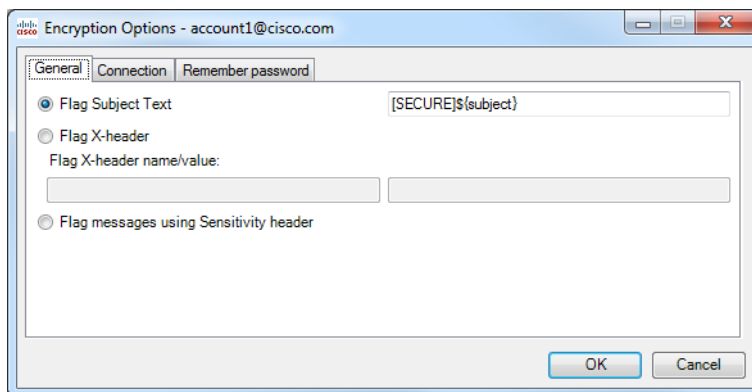 cisco
Encryption Options - account1@cisco.com
General Connection Remember password
Flag Subject Text [SECURE]${subject}
Flag X-header
Flag X-header name/value:
Flag messages using Sensitivity header
OK Cancel